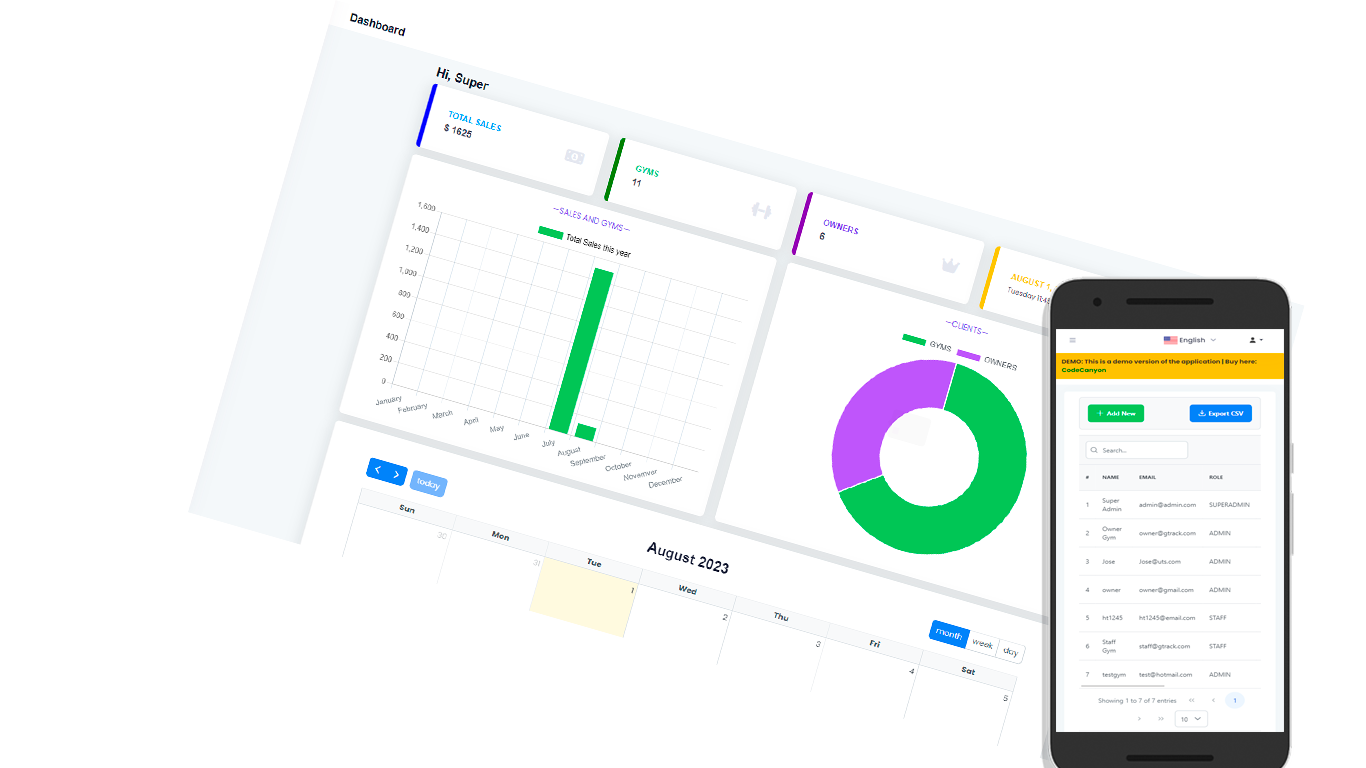 Dashboard
Hi, Super
TOTAL SALES
$ 1625
GYMS
11
OWNERS
6
AUGUST 1,
Tuesday
—SALES AND GYMS—
Total Sales this year
1,600
1,400
1,200
1,000
800
600
400
200
0
January
February
March
April
May
June
July
August
September
October
November
December
—CLIENTS—
GYMS
OWNERS
today
August 2023
month week day
Sun Mon Tue Wed Thu Fri Sat
30 31 1 2 3 4 5
English
DEMO: This is a demo version of the application | Buy here:
CodeCanyon
+ Add New
Export CSV
Search...
# NAME EMAIL ROLE
1 Super Admin admin@admin.com SUPERADMIN
2 Owner Gym owner@gtrack.com ADMIN
3 Jose Jose@uts.com ADMIN
4 owner owner@gmail.com ADMIN
5 ht1245 ht1245@email.com STAFF
6 Staff Gym staff@gtrack.com STAFF
7 testgym test@hotmail.com ADMIN
Showing 1 to 7 of 7 entries << < 1
> >> 10